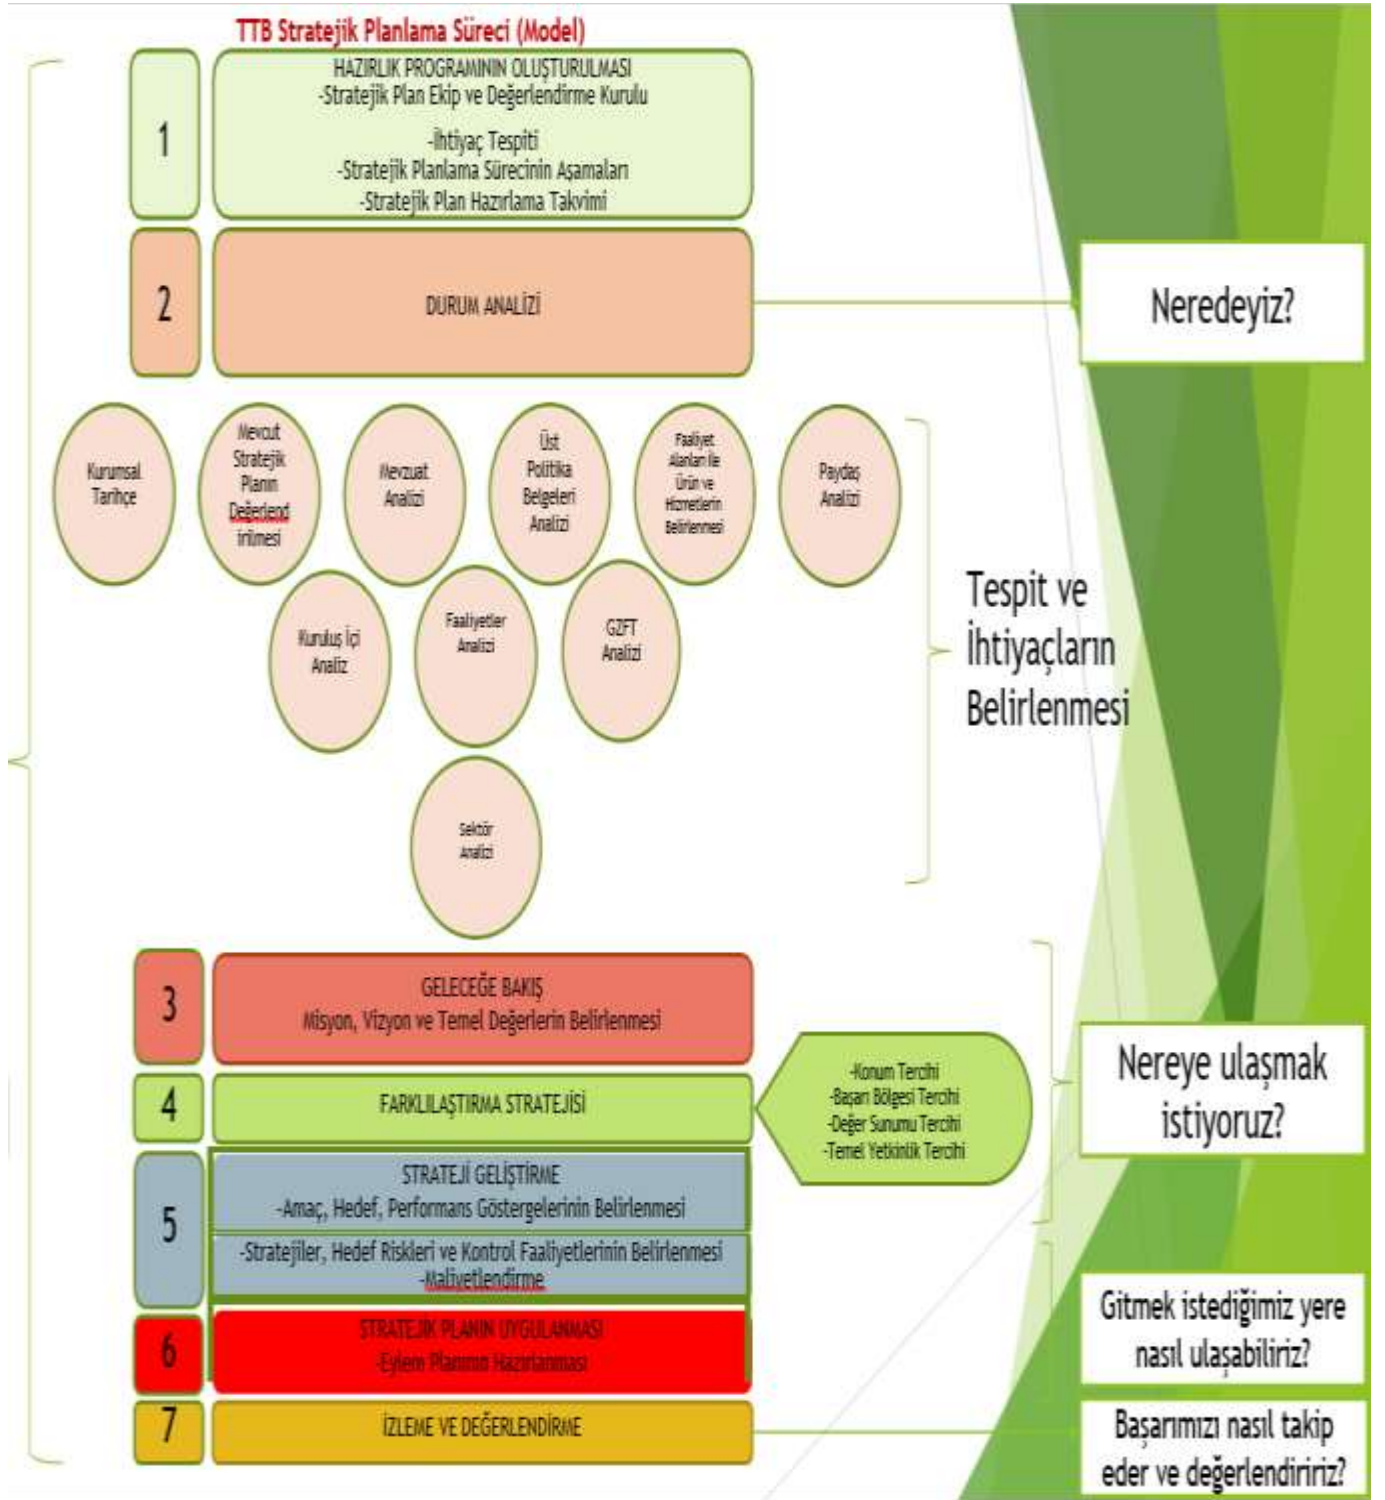 TTB Stratejik Planlama Süreci (Model)
1
HAZIRLIK PROGRAMININ OLUŞTURULMASI
-Stratejik Plan Ekip ve Değerlendirme Kurulu
-İhtiyaç Tespiti
-Stratejik Planlama Sürecinin Aşamaları
-Stratejik Plan Hazırlama Takvimi
2
DURUM ANALİZİ
Neredeyiz?
Kurumsal
Tarihçe
Mevcut
Stratejik
Planın
Değerlend
irilmesi
Mevzuat
Analizi
Üst
Politika
Belgeleri
Analizi
Faaliyet
Alanları ile
Ürün ve
Hizmetlerin
Belirlenmesi
Paydaş
Analizi
Kuruluş İçi
Analiz
Faaliyetler
Analizi
GZFT
Analizi
Sektör
Analizi
Tespit ve
İhtiyaçların
Belirlenmesi
3
GELECEĞE BAKIŞ
Misyon, Vizyon ve Temel Değerlerin Belirlenmesi
4
FARKLILAŞTIRMA STRATEJİSİ
-Konum Tercihi
-Başarı Bölgesi Tercihi
-Değer Sunumu Tercihi
-Temel Yetkinlik Tercihi
Nereye ulaşmak
istiyoruz?
5
STRATEJİ GELİŞTİRME
-Amaç, Hedef, Performans Göstergelerinin Belirlenmesi
-Stratejiler, Hedef Riskleri ve Kontrol Faaliyetlerinin Belirlenmesi
-Maliyetlendirme
6
STRATEJİK PLANIN UYGULANMASI
-Eylem Planının Hazırlanması
Gitmek istediğimiz yere
nasıl ulaşabiliriz?
7
İZLEME VE DEĞERLENDİRME
Başarımızı nasıl takip
eder ve değerlendiririz?